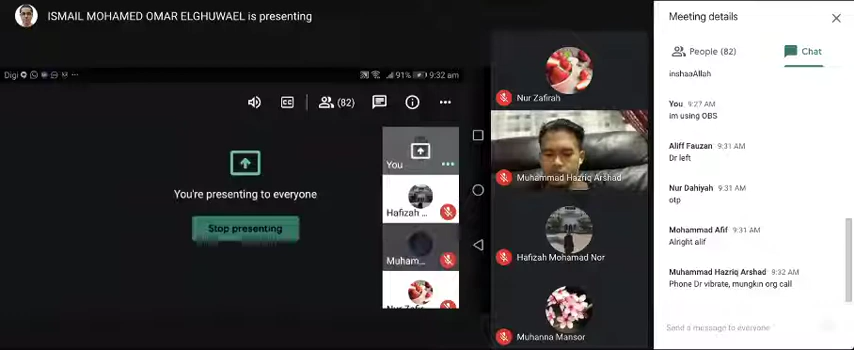 ISMAIL MOHAMED OMAR ELGHUWAEL is presenting
Digi
91%
9:32 am
(82)
You're presenting to everyone
Stop presenting
You
Hafizah ...
Muham...
Nur Zafir...
Nur Zafirah
Muhammad Hazriq Arshad
Hafizah Mohamad Nor
Muhanna Mansor
Meeting details
People (82)
Chat
inshaaAllah
You 9:27 AM
im using OBS
Aliff Fauzan 9:31 AM
Dr left
Nur Dahiyah 9:31 AM
otp
Mohammad Afif 9:31 AM
Alright alif
Muhammad Hazriq Arshad 9:32 AM
Phone Dr vibrate, mungkin org call
Send a message to everyone